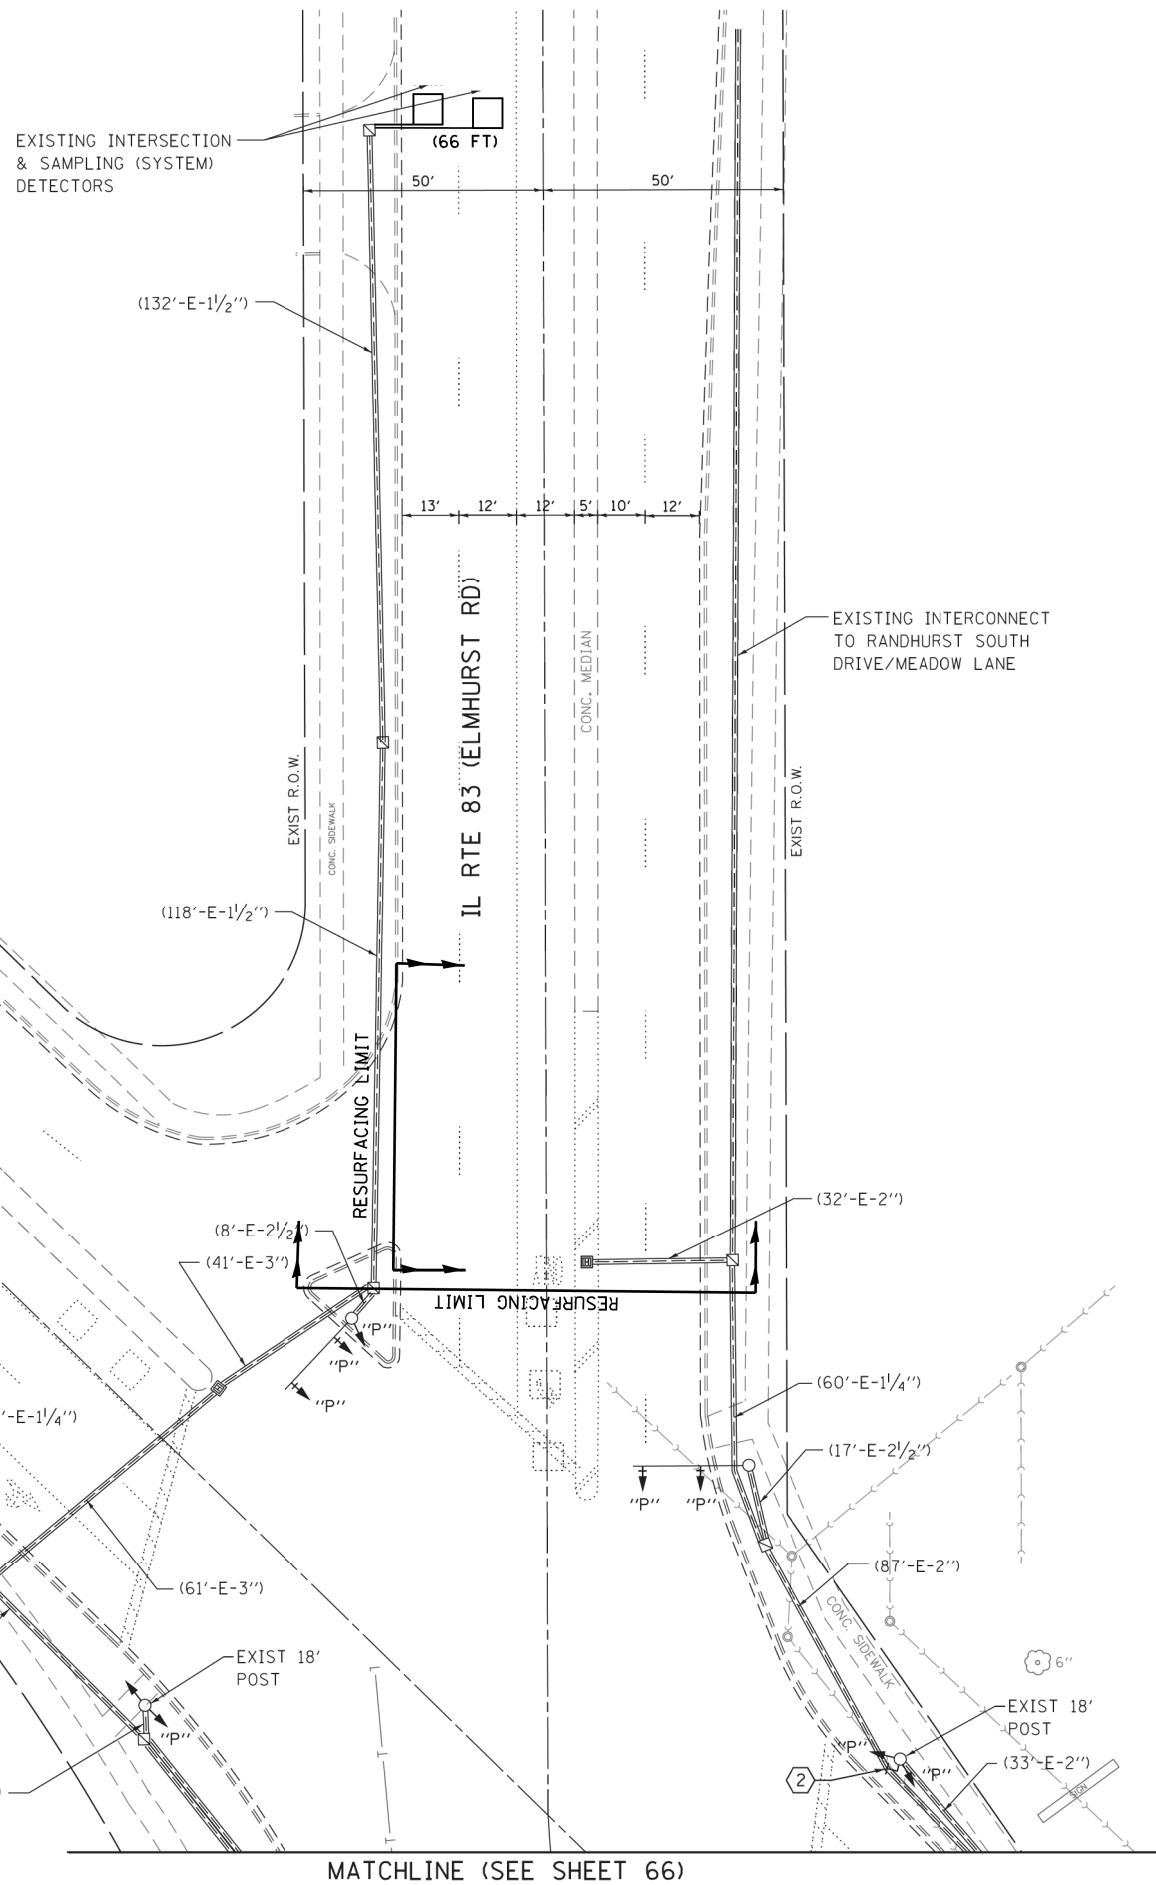 EXISTING INTERSECTION
& SAMPLING (SYSTEM)
DETECTORS
(66 FT)
50'
50'
(132'-E-1½")
13'
12'
12'
5'
10'
12'
IL RTE 83 (ELMHURST RD)
CONC. MEDIAN
EXISTING INTERCONNECT
TO RANDHURST SOUTH
DRIVE/MEADOW LANE
EXIST R.O.W.
CONC. SIDEWALK
EXIST R.O.W.
(118'-E-1½")
RESURFACING LIMIT
(32'-E-2")
(8'-E-2½")
(41'-E-3")
RESURFACING LIMIT
"P"
"P"
"P"
(60'-E-1¼")
'-E-1¼")
(17'-E-2½")
"P"
"P"
(87'-E-2")
(61'-E-3")
CONC. SIDEWALK
EXIST 18'
POST
6"
"P"
EXIST 18'
POST
"P"
"P"
(33'-E-2")
2
SIGN
)
MATCHLINE (SEE SHEET 66)